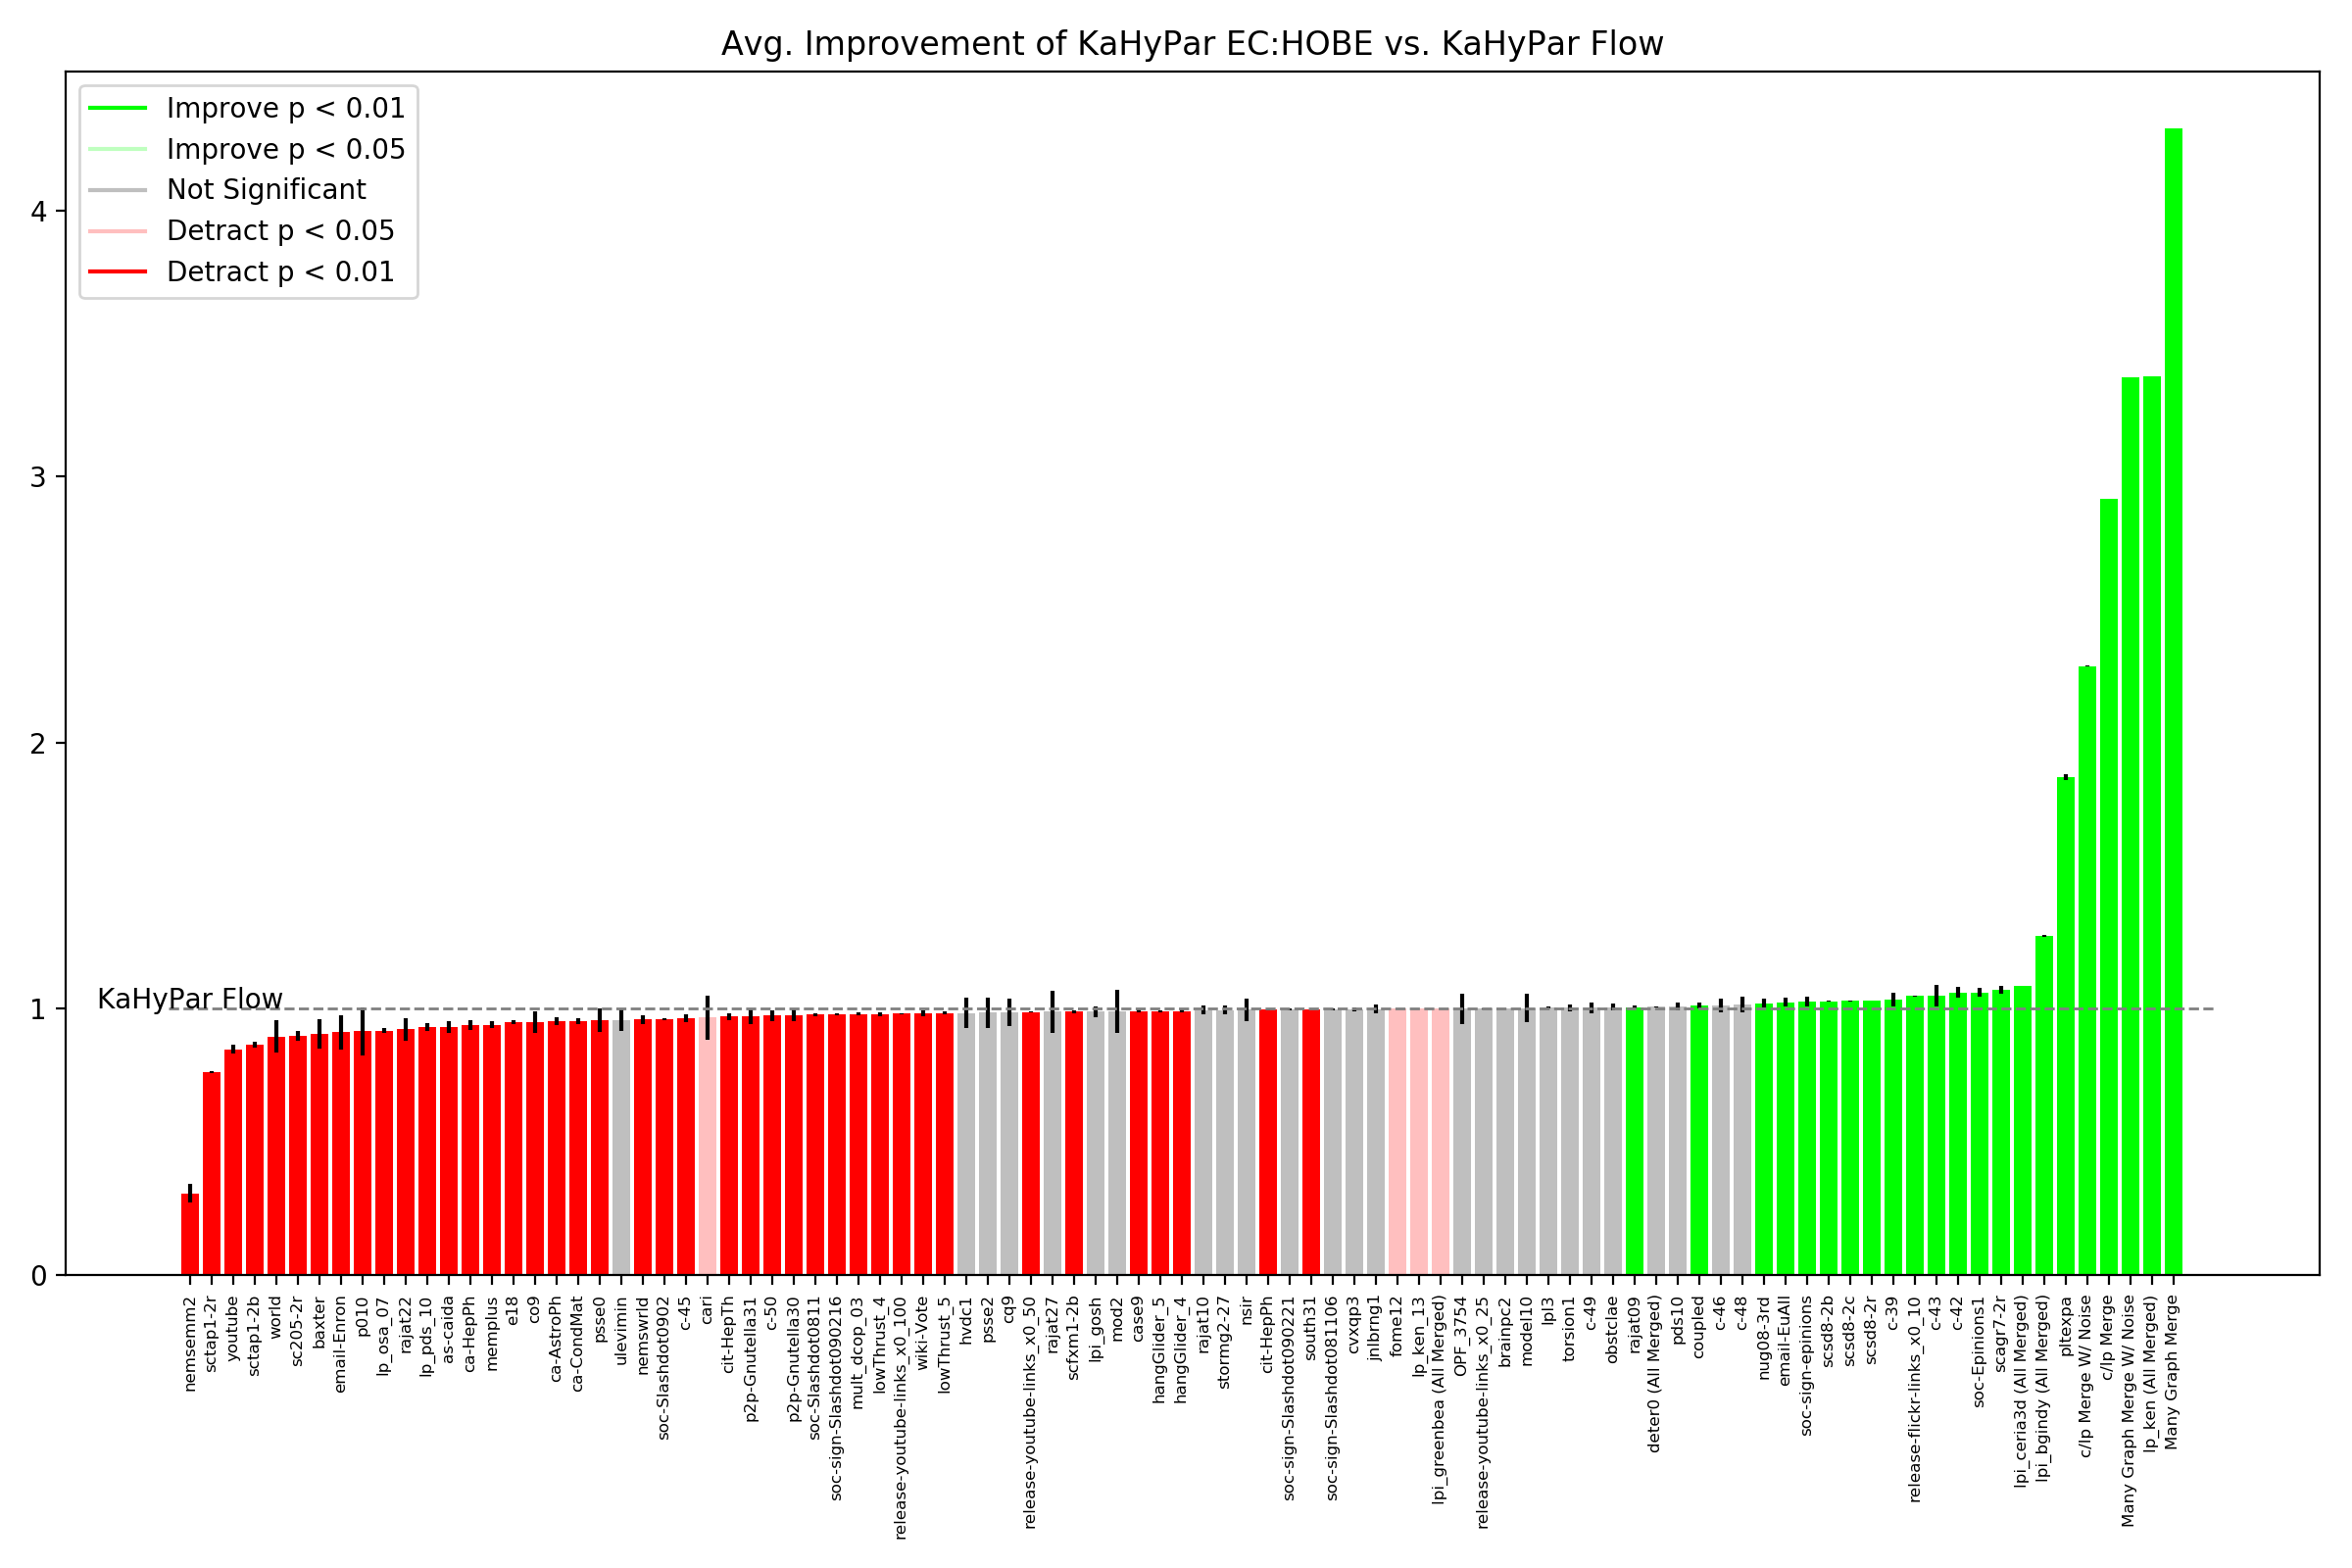 Avg. Improvement of KaHyPar EC:HOBE vs. KaHyPar Flow
Improve p < 0.01
Improve p < 0.05
Not Significant
Detract p < 0.05
Detract p < 0.01
4
3
2
1
0
KaHyPar Flow
nemsemm2
sctap1-2r
youtube
sctap1-2b
world
sc205-2r
baxter
email-Enron
p010
lp_osa_07
rajat22
lp_pds_10
as-caida
ca-HepPh
memplus
e18
co9
ca-AstroPh
ca-CondMat
psse0
ulevimin
nemswrld
soc-Slashdot0902
c-45
cari
cit-HepTh
p2p-Gnutella31
c-50
p2p-Gnutella30
soc-Slashdot0811
soc-sign-Slashdot090216
mult_dcop_03
lowThrust_4
release-youtube-links_x0_100
wiki-Vote
lowThrust_5
hvdc1
psse2
cq9
release-youtube-links_x0_50
rajat27
scfxm1-2b
lpi_gosh
mod2
case9
hangGlider_5
hangGlider_4
rajat10
stormg2-27
nsir
cit-HepPh
soc-sign-Slashdot090221
south31
soc-sign-Slashdot081106
cvxqp3
jnlbrng1
fome12
lp_ken_13
lpi_greenbea (All Merged)
OPF_3754
release-youtube-links_x0_25
brainpc2
model10
lpl3
torsion1
c-49
obstclae
rajat09
deter0 (All Merged)
pds10
coupled
c-46
c-48
nug08-3rd
email-EuAll
soc-sign-epinions
scsd8-2b
scsd8-2c
scsd8-2r
c-39
release-flickr-links_x0_10
c-43
c-42
soc-Epinions1
scagr7-2r
lpi_ceria3d (All Merged)
lpi_bgindy (All Merged)
pltexpa
c/lp Merge W/ Noise
c/lp Merge
Many Graph Merge W/ Noise
lp_ken (All Merged)
Many Graph Merge